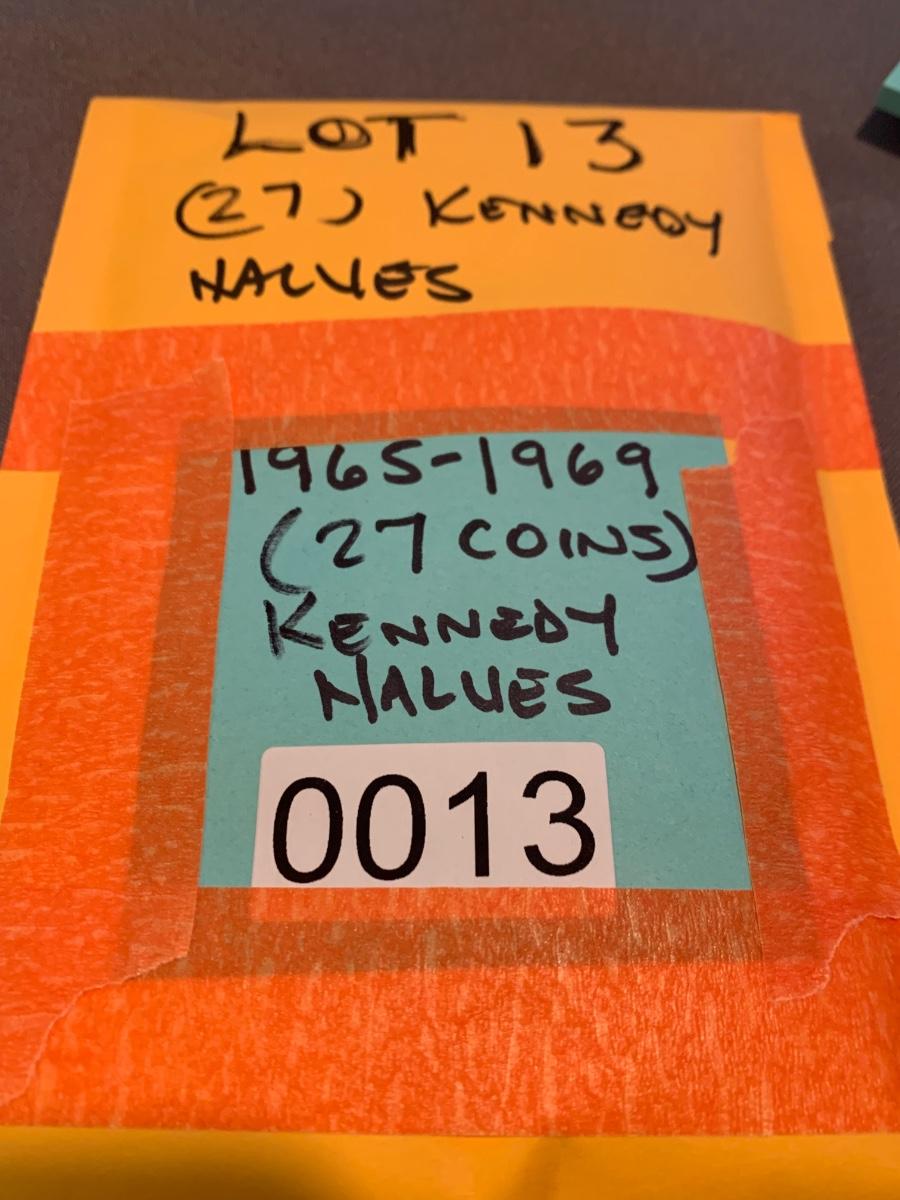 LOT 13
(27) KENNEDY
HALVES
1965-1969
(27 COINS)
KENNEDY
HALVES
0013